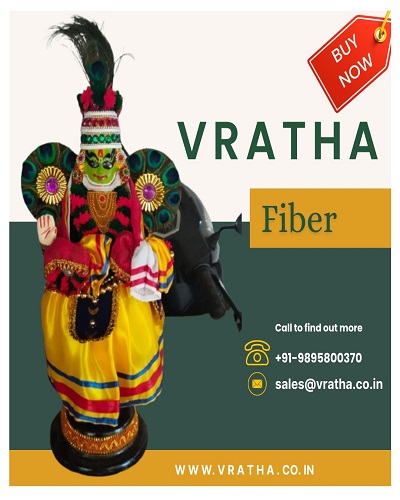 BUY
NOW
VRATHA
Fiber
Call to find out more
+91-9895800370
sales@vratha.co.in
WWW.VRATHA.CO.IN